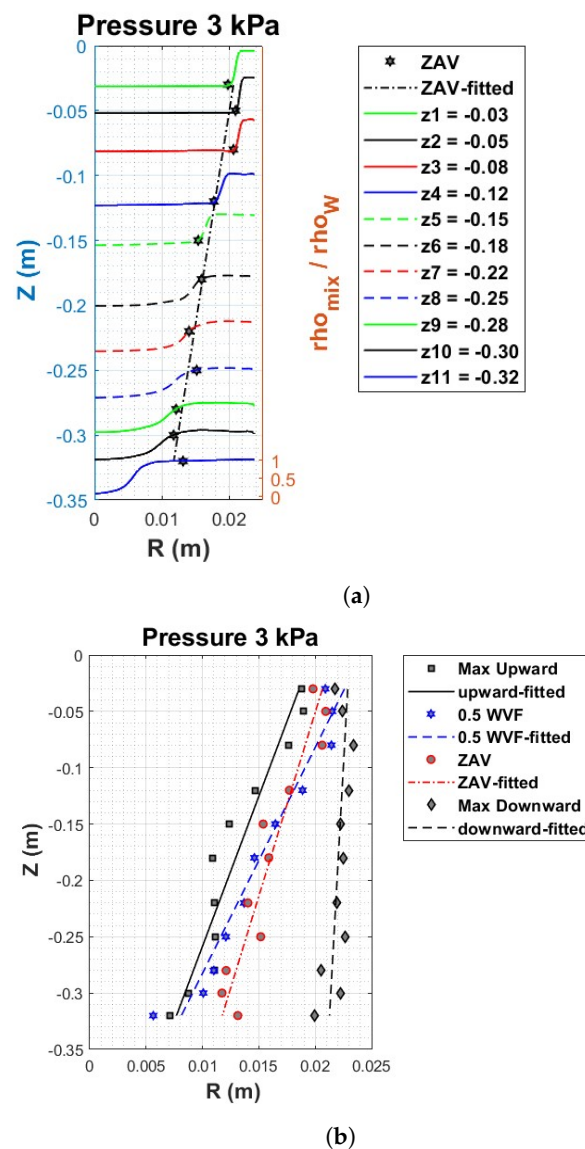 Pressure 3 kPa
0
-0.05
-0.1
-0.15
-0.2
-0.25
-0.3
-0.35
Z (m)
0 0.01 0.02
R (m)
1
0.5
0
rho_mix / rho_W
ZAV
ZAV-fitted
z1 = -0.03
z2 = -0.05
z3 = -0.08
z4 = -0.12
z5 = -0.15
z6 = -0.18
z7 = -0.22
z8 = -0.25
z9 = -0.28
z10 = -0.30
z11 = -0.32
(a)
Pressure 3 kPa
0
-0.05
-0.1
-0.15
-0.2
-0.25
-0.3
-0.35
Z (m)
0 0.005 0.01 0.015 0.02 0.025
R (m)
Max Upward
upward-fitted
0.5 WVF
0.5 WVF-fitted
ZAV
ZAV-fitted
Max Downward
downward-fitted
(b)